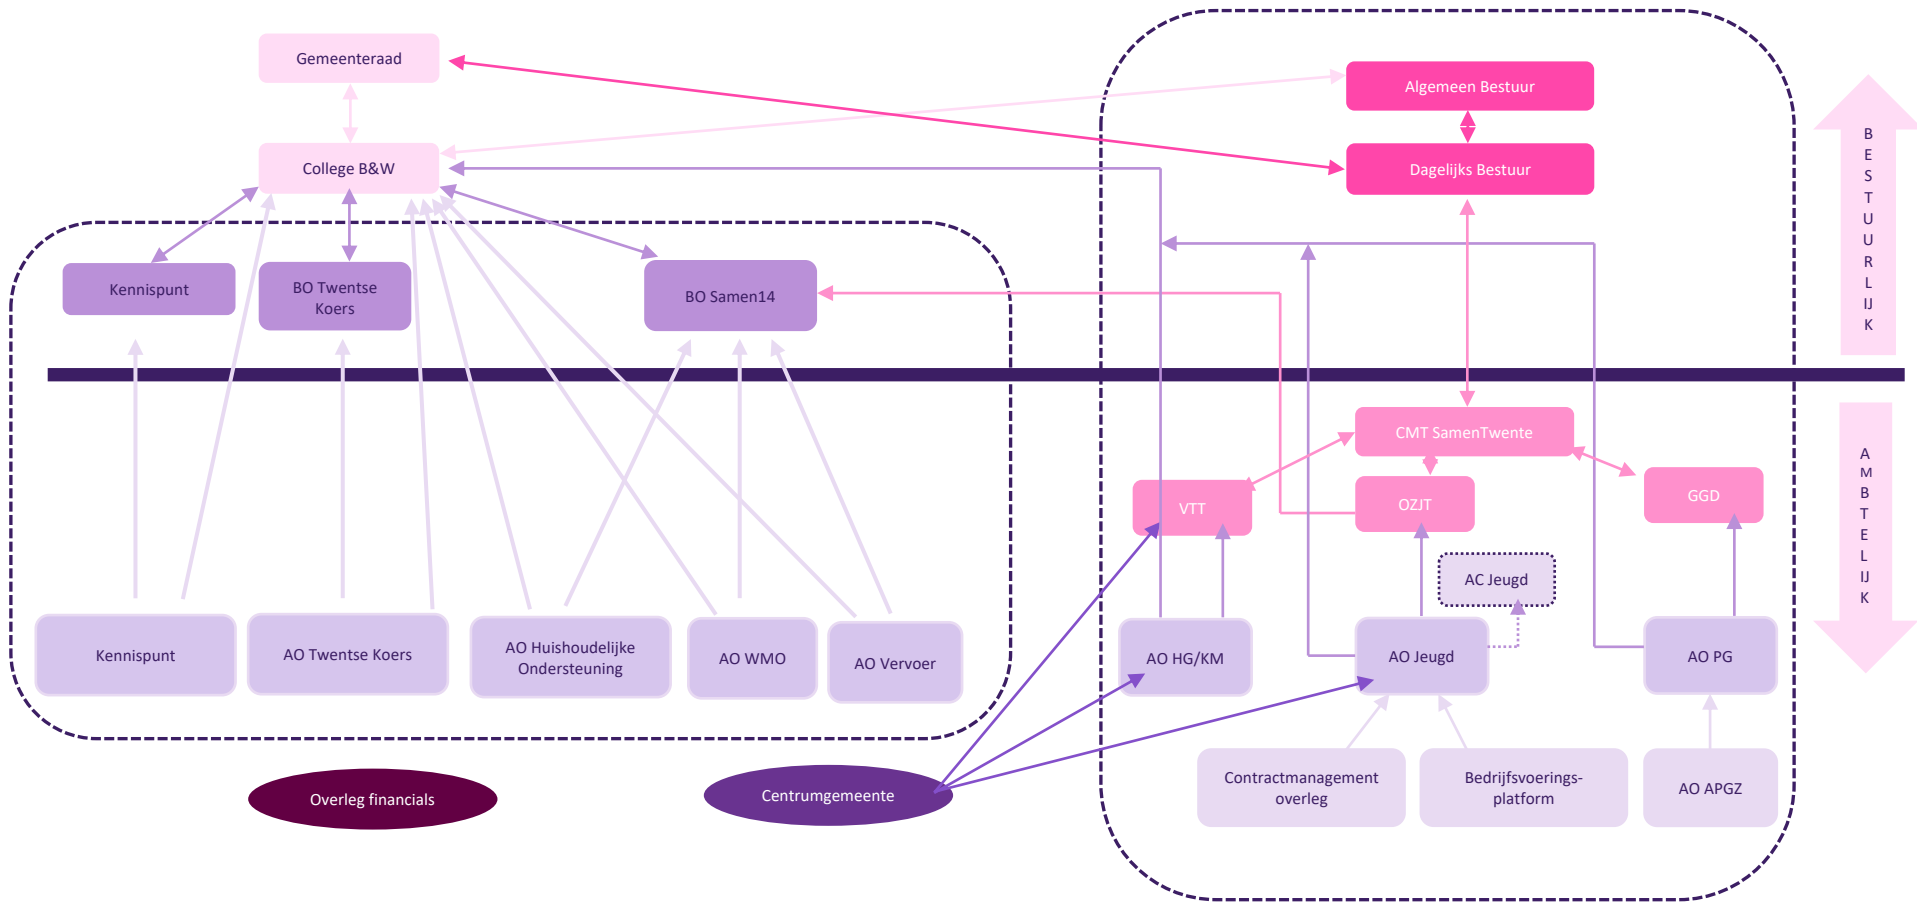 Gemeenteraad
Algemeen Bestuur
College B&W
Dagelijks Bestuur
B
E
S
T
U
U
R
L
IJ
K
Kennispunt
BO Twentse
Koers
BO Samen14
CMT SamenTwente
VTT
OZJT
GGD
AC Jeugd
A
M
B
T
E
L
IJ
K
Kennispunt
AO Twentse Koers
AO Huishoudelijke
Ondersteuning
AO WMO
AO Vervoer
AO HG/KM
AO Jeugd
AO PG
Overleg financials
Centrumgemeente
Contractmanagement
overleg
Bedrijfsvoerings-
platform
AO APGZ